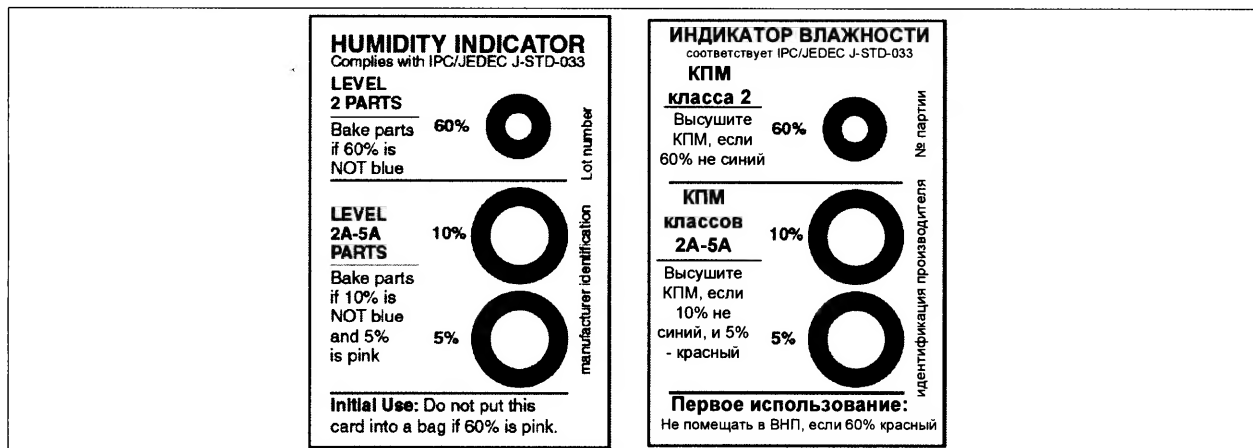 HUMIDITY INDICATOR
Complies with IPC/JEDEC J-STD-033
LEVEL
2 PARTS
Bake parts
if 60% is
NOT blue
60%
Lot number
LEVEL
2A-5A
PARTS
Bake parts
if 10% is
NOT blue
and 5%
is pink
10%
5%
manufacturer identification
Initial Use: Do not put this
card into a bag if 60% is pink.
ИНДИКАТОР ВЛАЖНОСТИ
соответствует IPC/JEDEC J-STD-033
КПМ
класса 2
Высушите
КПМ, если
60% не синий
60%
№ партии
КПМ
классов
2A-5A
Высушите
КПМ, если
10% не
синий, и 5%
- красный
10%
5%
идентификация производителя
Первое использование:
Не помещать в ВНП, если 60% красный